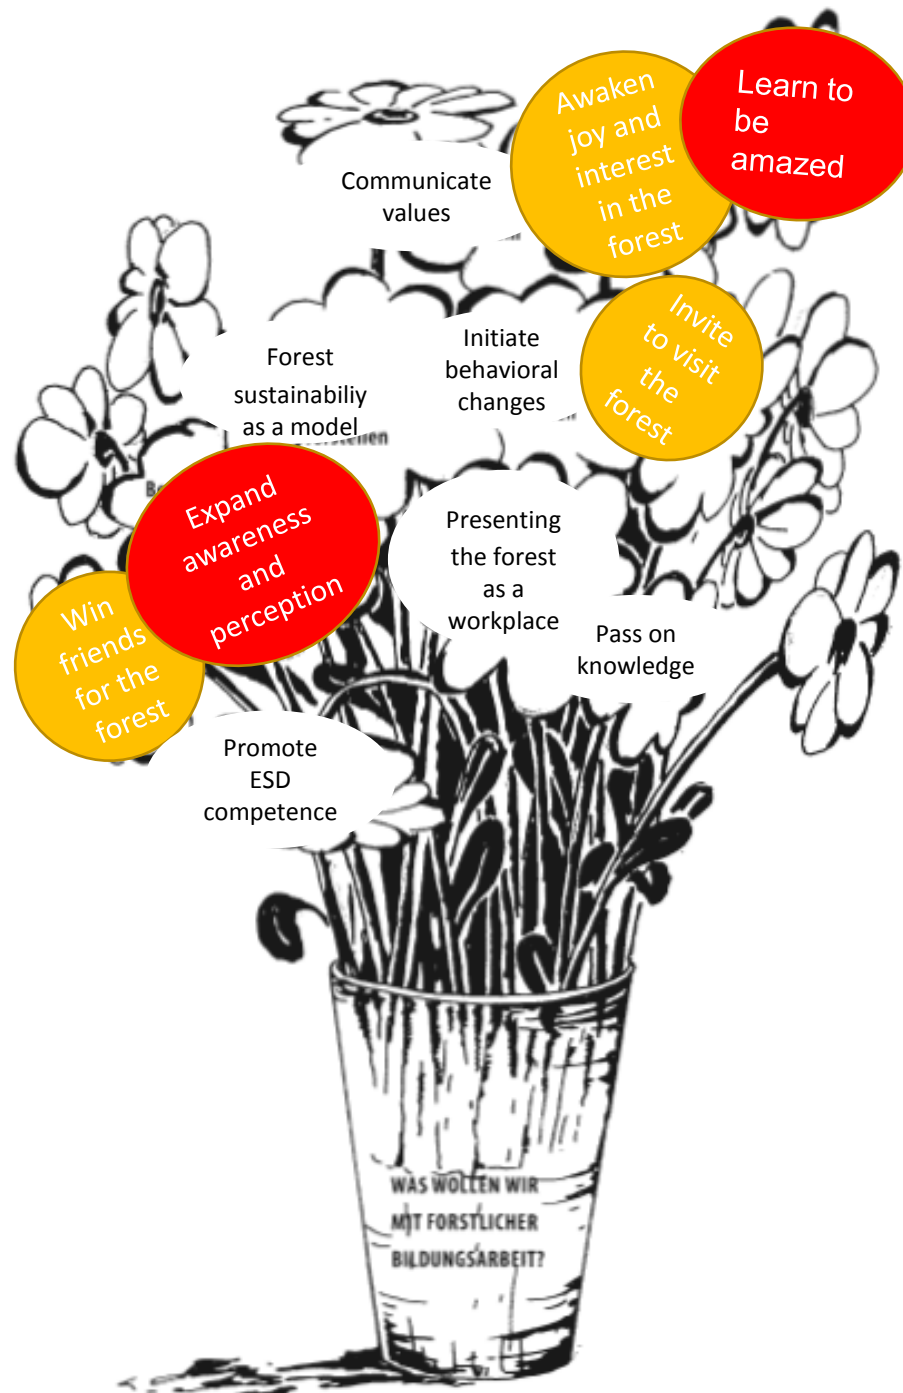 Learn to
be
amazed
Awaken
joy and
interest
in the
forest
Communicate
values
Invite
to visit
the
forest
Initiate
behavioral
changes
Forest
sustainabiliy
as a model
Expand
awareness
and
perception
Presenting
the forest
as a
workplace
Win
friends
for the
forest
Pass on
knowledge
Promote
ESD
competence
WAS WOLLEN WIR
MIT FORSTLICHER
BILDUNGSARBEIT?